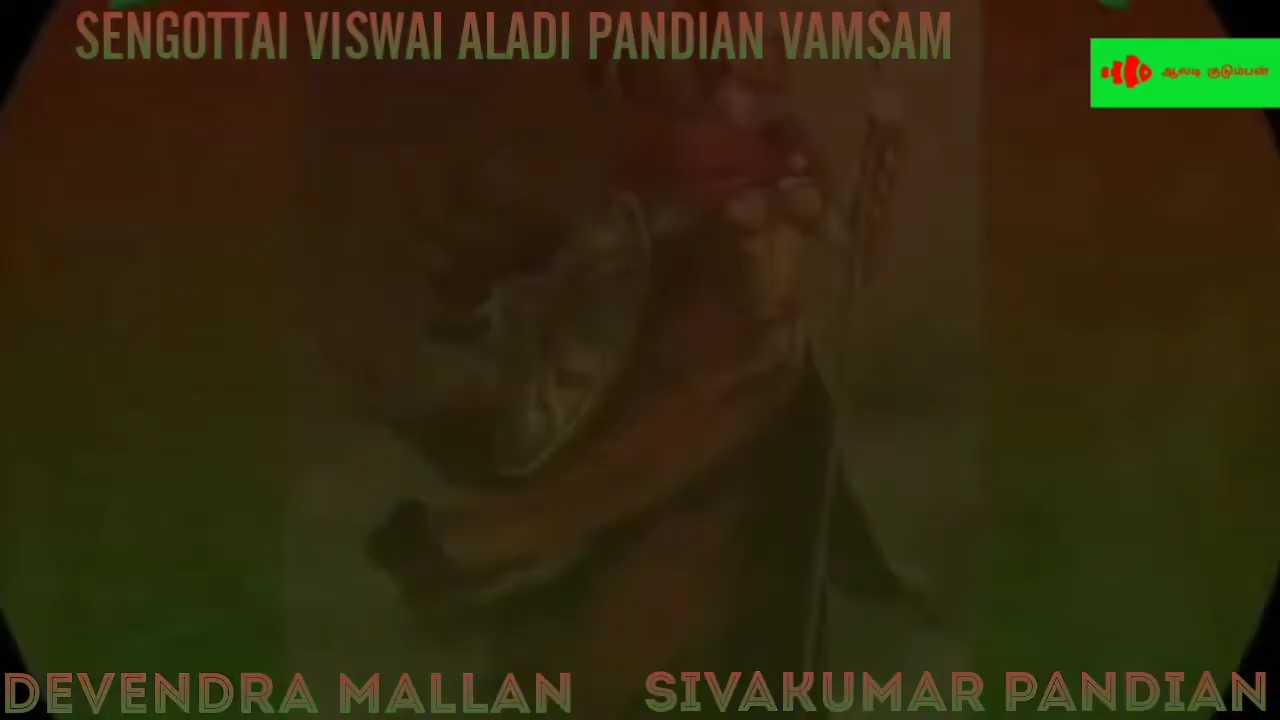 SENGOTTAI VISWAI ALADI PANDIAN VAMSAM
ஆலடி குடும்பன்
DEVENDRA MALLAN SIVAKUMAR PANDIAN